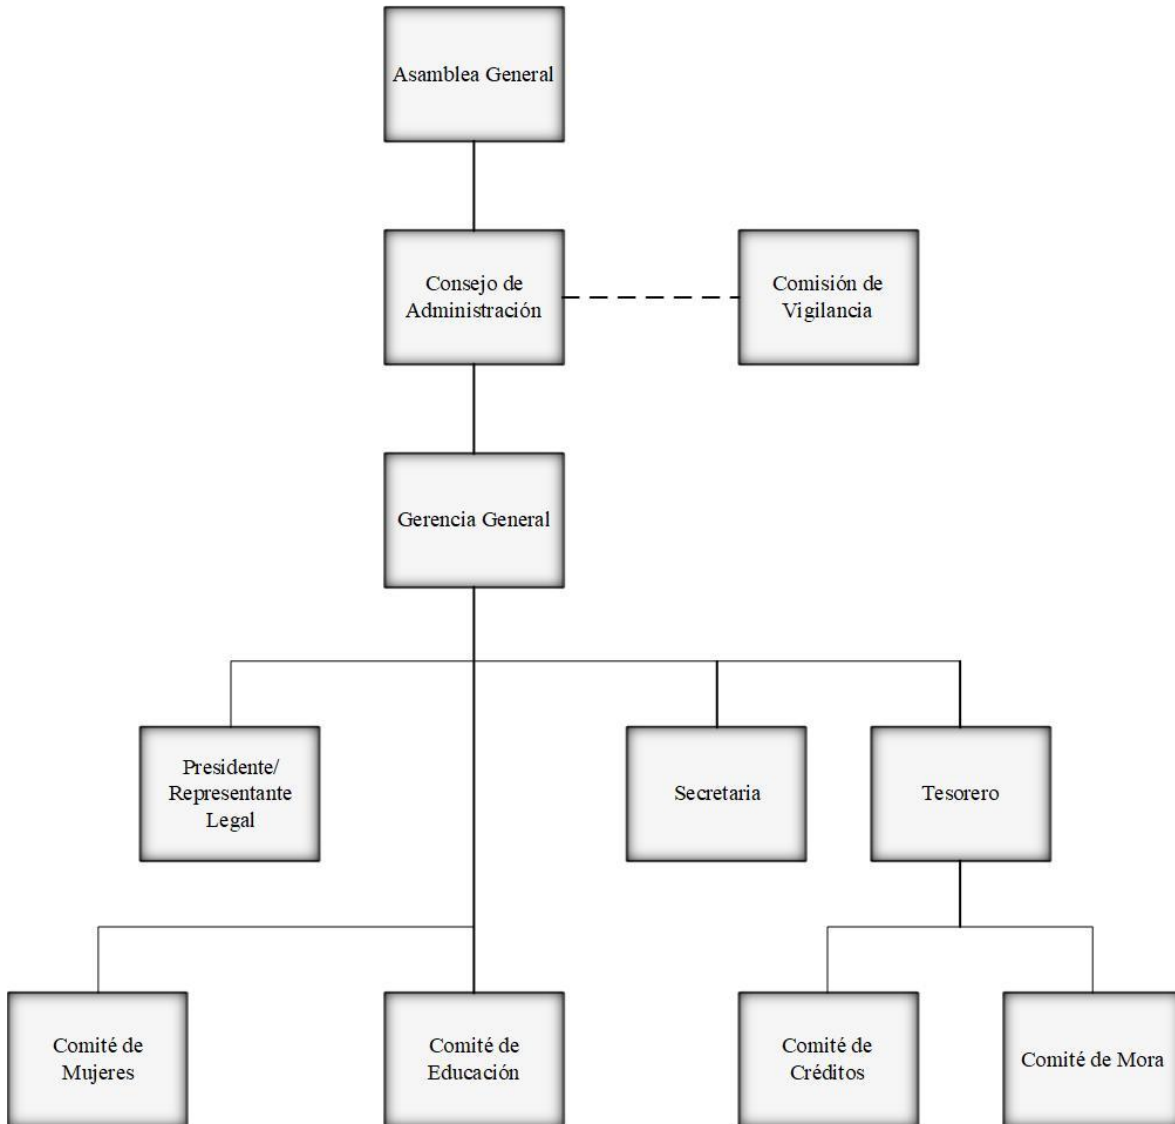 Asamblea General
Consejo de
Administración
Comisión de
Vigilancia
Gerencia General
Presidente/
Representante
Legal
Secretaria
Tesorero
Comité de
Mujeres
Comité de
Educación
Comité de
Créditos
Comité de Mora